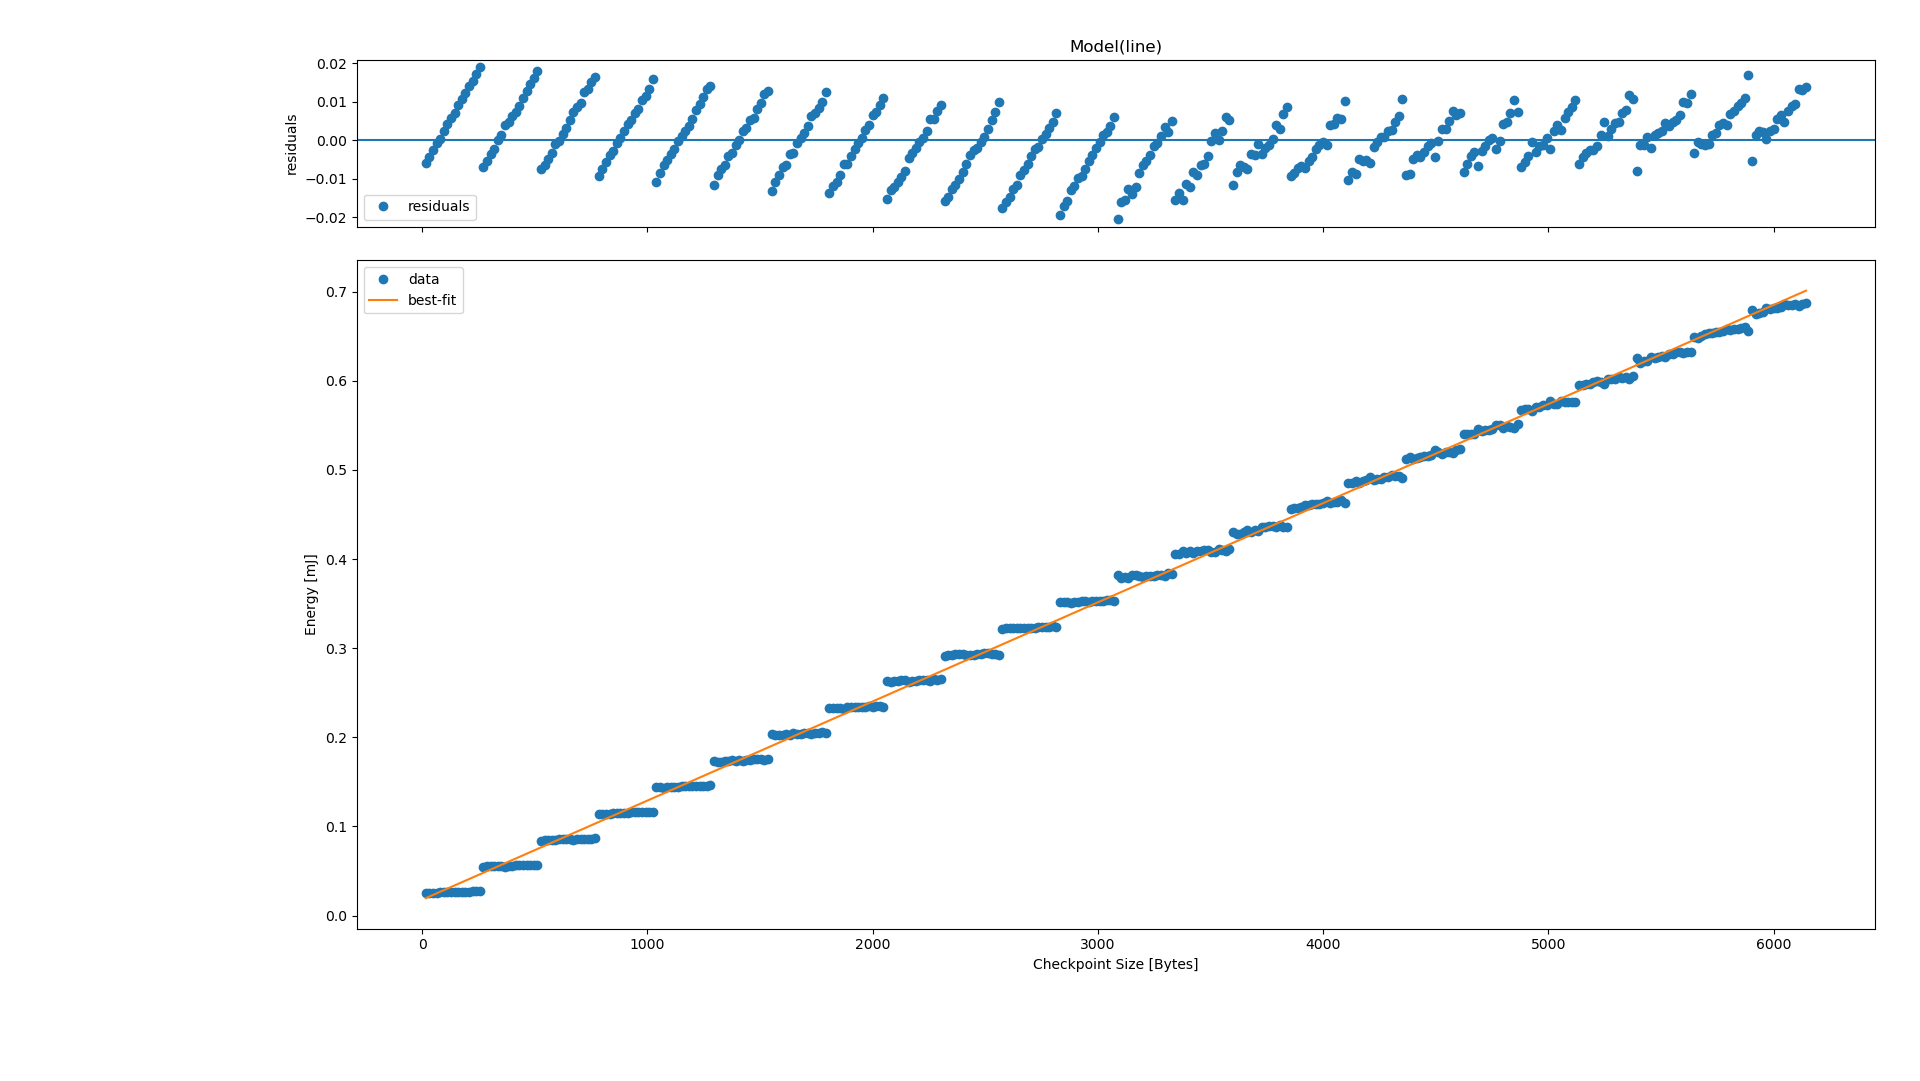 Model(line)
0.02
0.01
0.00
−0.01
−0.02
residuals
residuals
data
best-fit
0.7
0.6
0.5
0.4
0.3
0.2
0.1
0.0
Energy [mJ]
0 1000 2000 3000 4000 5000 6000
Checkpoint Size [Bytes]